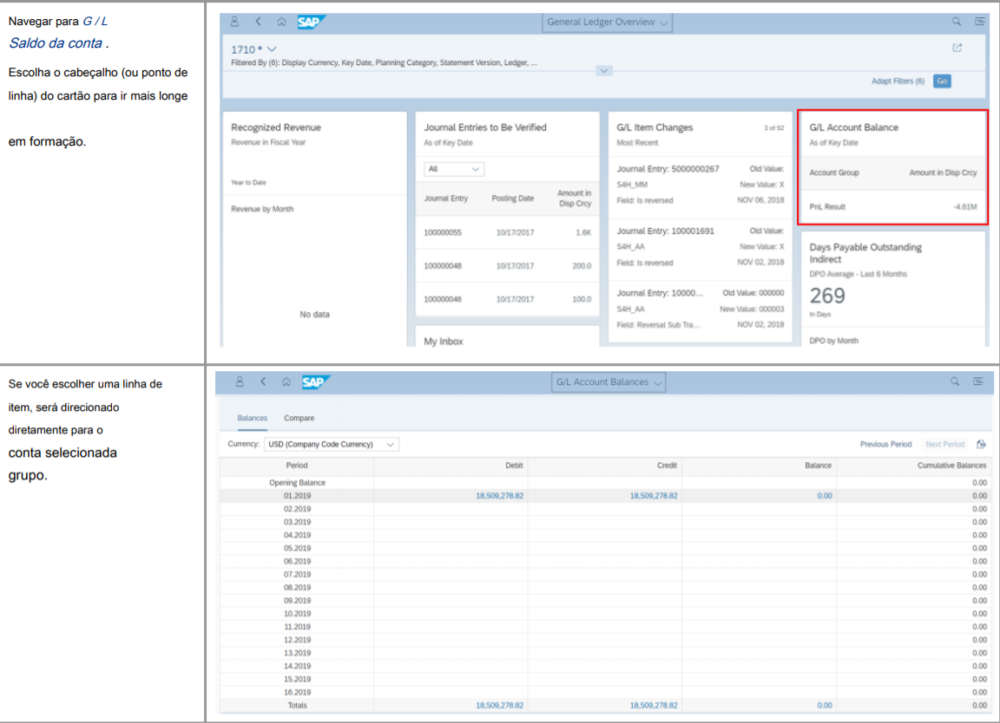 Navegar para G / L
Saldo da conta .
Escolha o cabeçalho (ou ponto de
linha) do cartão para ir mais longe
em formação.
SAP
General Ledger Overview
1710 *
Filtered By (6): Display Currency, Key Date, Planning Category, Statement Version, Ledger, ...
Adapt Filters (6) Go
Recognized Revenue
Revenue in Fiscal Year
Year to Date
Revenue by Month
No data
Journal Entries to Be Verified
As of Key Date
All
Journal Entry Posting Date Amount in Disp Crcy
100000055 10/17/2017 1.6K
100000048 10/17/2017 200.0
100000046 10/17/2017 100.0
My Inbox
G/L Item Changes 3 of 92
Most Recent
Journal Entry: 5000000267 Old Value:
S4H_MM New Value: X
Field: Is reversed NOV 06, 2018
Journal Entry: 100001691 Old Value:
S4H_AA New Value: X
Field: Is reversed NOV 02, 2018
Journal Entry: 10000... Old Value: 000000
S4H_AA New Value: 000003
Field: Reversal Sub Tra... NOV 02, 2018
G/L Account Balance
As of Key Date
Account Group Amount in Disp Crcy
PnL Result -4.61M
Days Payable Outstanding
Indirect
DPO Average - Last 6 Months
269
In Days
DPO by Month
Se você escolher uma linha de
item, será direcionado
diretamente para o
conta selecionada
grupo.
SAP
G/L Account Balances
Balances Compare
Currency: USD (Company Code Currency) Previous Period Next Period
Period Debit Credit Balance Cumulative Balances
Opening Balance 0.00
01.2019 18,509,278.82 18,509,278.82 0.00 0.00
02.2019 0.00
03.2019 0.00
04.2019 0.00
05.2019 0.00
06.2019 0.00
07.2019 0.00
08.2019 0.00
09.2019 0.00
10.2019 0.00
11.2019 0.00
12.2019 0.00
13.2019 0.00
14.2019 0.00
15.2019 0.00
16.2019 0.00
Totals 18,509,278.82 18,509,278.82 0.00 0.00